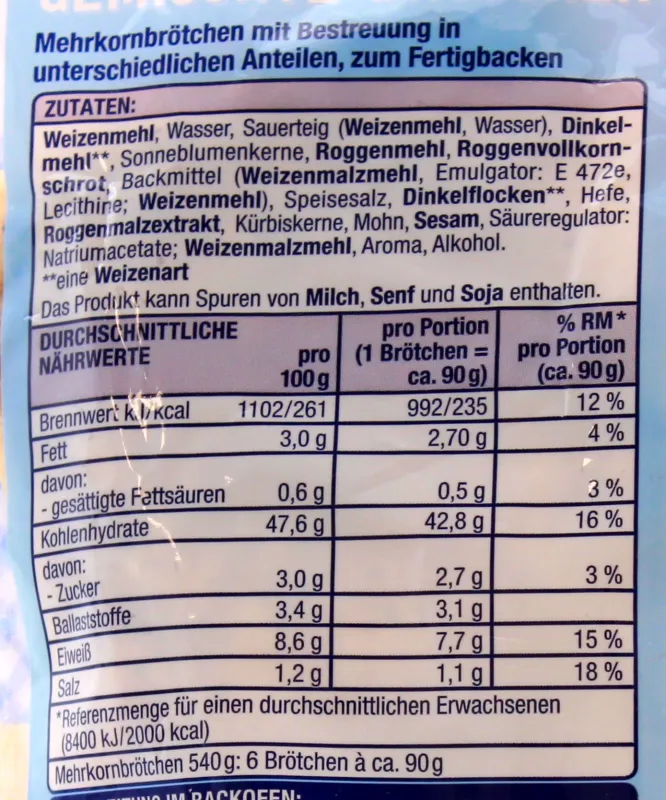 Mehrkornbrötchen mit Bestreuung in
unterschiedlichen Anteilen, zum Fertigbacken
ZUTATEN:
Weizenmehl, Wasser, Sauerteig (Weizenmehl, Wasser), Dinkel-
mehl**, Sonneblumenkerne, Roggenmehl, Roggenvollkorn-
schrot, Backmittel (Weizenmalzmehl, Emulgator: E 472e,
Lecithine; Weizenmehl), Speisesalz, Dinkelflocken**, Hefe,
Roggenmalzextrakt, Kürbiskerne, Mohn, Sesam, Säureregulator:
Natriumacetate; Weizenmalzmehl, Aroma, Alkohol.
**eine Weizenart
Das Produkt kann Spuren von Milch, Senf und Soja enthalten.
DURCHSCHNITTLICHE NÄHRWERTE pro 100 g pro Portion (1 Brötchen = ca. 90 g) % RM* pro Portion (ca. 90 g)
Brennwert kJ/kcal 1102/261 992/235 12 %
Fett 3,0 g 2,70 g 4 %
davon:
- gesättigte Fettsäuren 0,6 g 0,5 g 3 %
Kohlenhydrate 47,6 g 42,8 g 16 %
davon:
- Zucker 3,0 g 2,7 g 3 %
Ballaststoffe 3,4 g 3,1 g
Eiweiß 8,6 g 7,7 g 15 %
Salz 1,2 g 1,1 g 18 %
*Referenzmenge für einen durchschnittlichen Erwachsenen
(8400 kJ/2000 kcal)
Mehrkornbrötchen 540 g: 6 Brötchen à ca. 90 g
IM BACKOFEN: